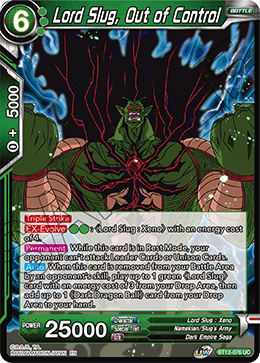 6
Lord Slug, Out of Control
BATTLE
0 + 5000
Triple Strike
EX-Evolve : {Lord Slug : Xeno} with an energy cost
of 4.
Permanent While this card is in Rest Mode, your
opponent can't attack Leader Cards or Unison Cards.
Auto When this card is removed from your Battle Area
by an opponent's skill, play up to 1 green ‹Lord Slug›
card with an energy cost of 3 from your Drop Area, then
add up to 1 {Dark Dragon Ball} card from your Drop
Area to your hand.
POWER 25000
Character Lord Slug : Xeno
Special Trait Namekian/Slug's Army
Era Dark Empire Saga
BT12-076 UC